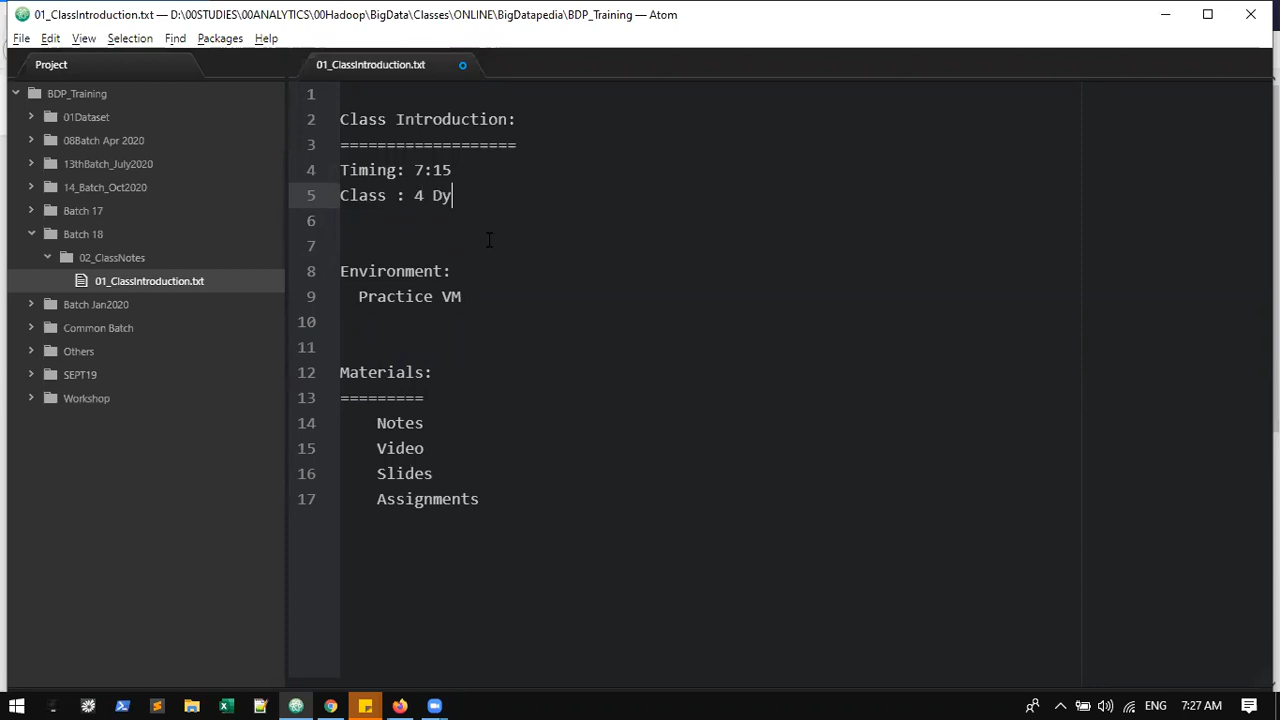 01_ClassIntroduction.txt — D:\00STUDIES\00ANALYTICS\00Hadoop\BigData\Classes\ONLINE\BigDatapedia\BDP_Training — Atom
File Edit View Selection Find Packages Help
Project
01_ClassIntroduction.txt
BDP_Training
01Dataset
08Batch Apr 2020
13thBatch_July2020
14_Batch_Oct2020
Batch 17
Batch 18
02_ClassNotes
01_ClassIntroduction.txt
Batch Jan2020
Common Batch
Others
SEPT19
Workshop
1
2 Class Introduction:
3 ===================
4 Timing: 7:15
5 Class : 4 Dy
6
7
8 Environment:
9 Practice VM
10
11
12 Materials:
13 =========
14 Notes
15 Video
16 Slides
17 Assignments
ENG 7:27 AM